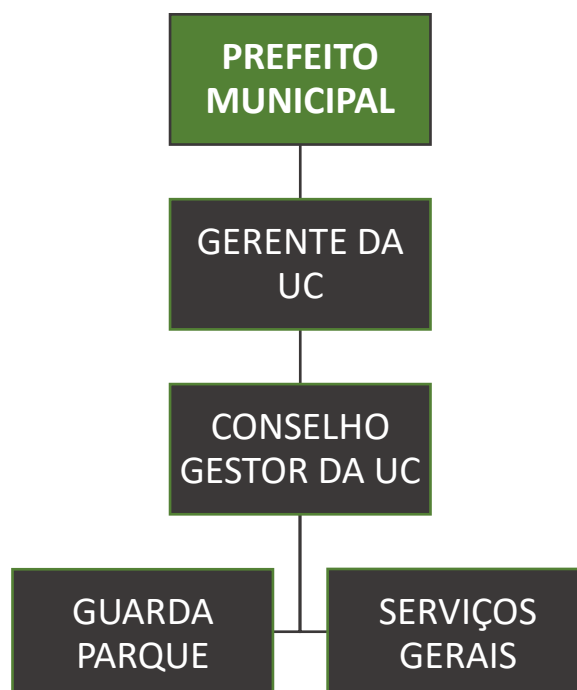 PREFEITO
MUNICIPAL
GERENTE DA
UC
CONSELHO
GESTOR DA UC
GUARDA
PARQUE
SERVIÇOS
GERAIS